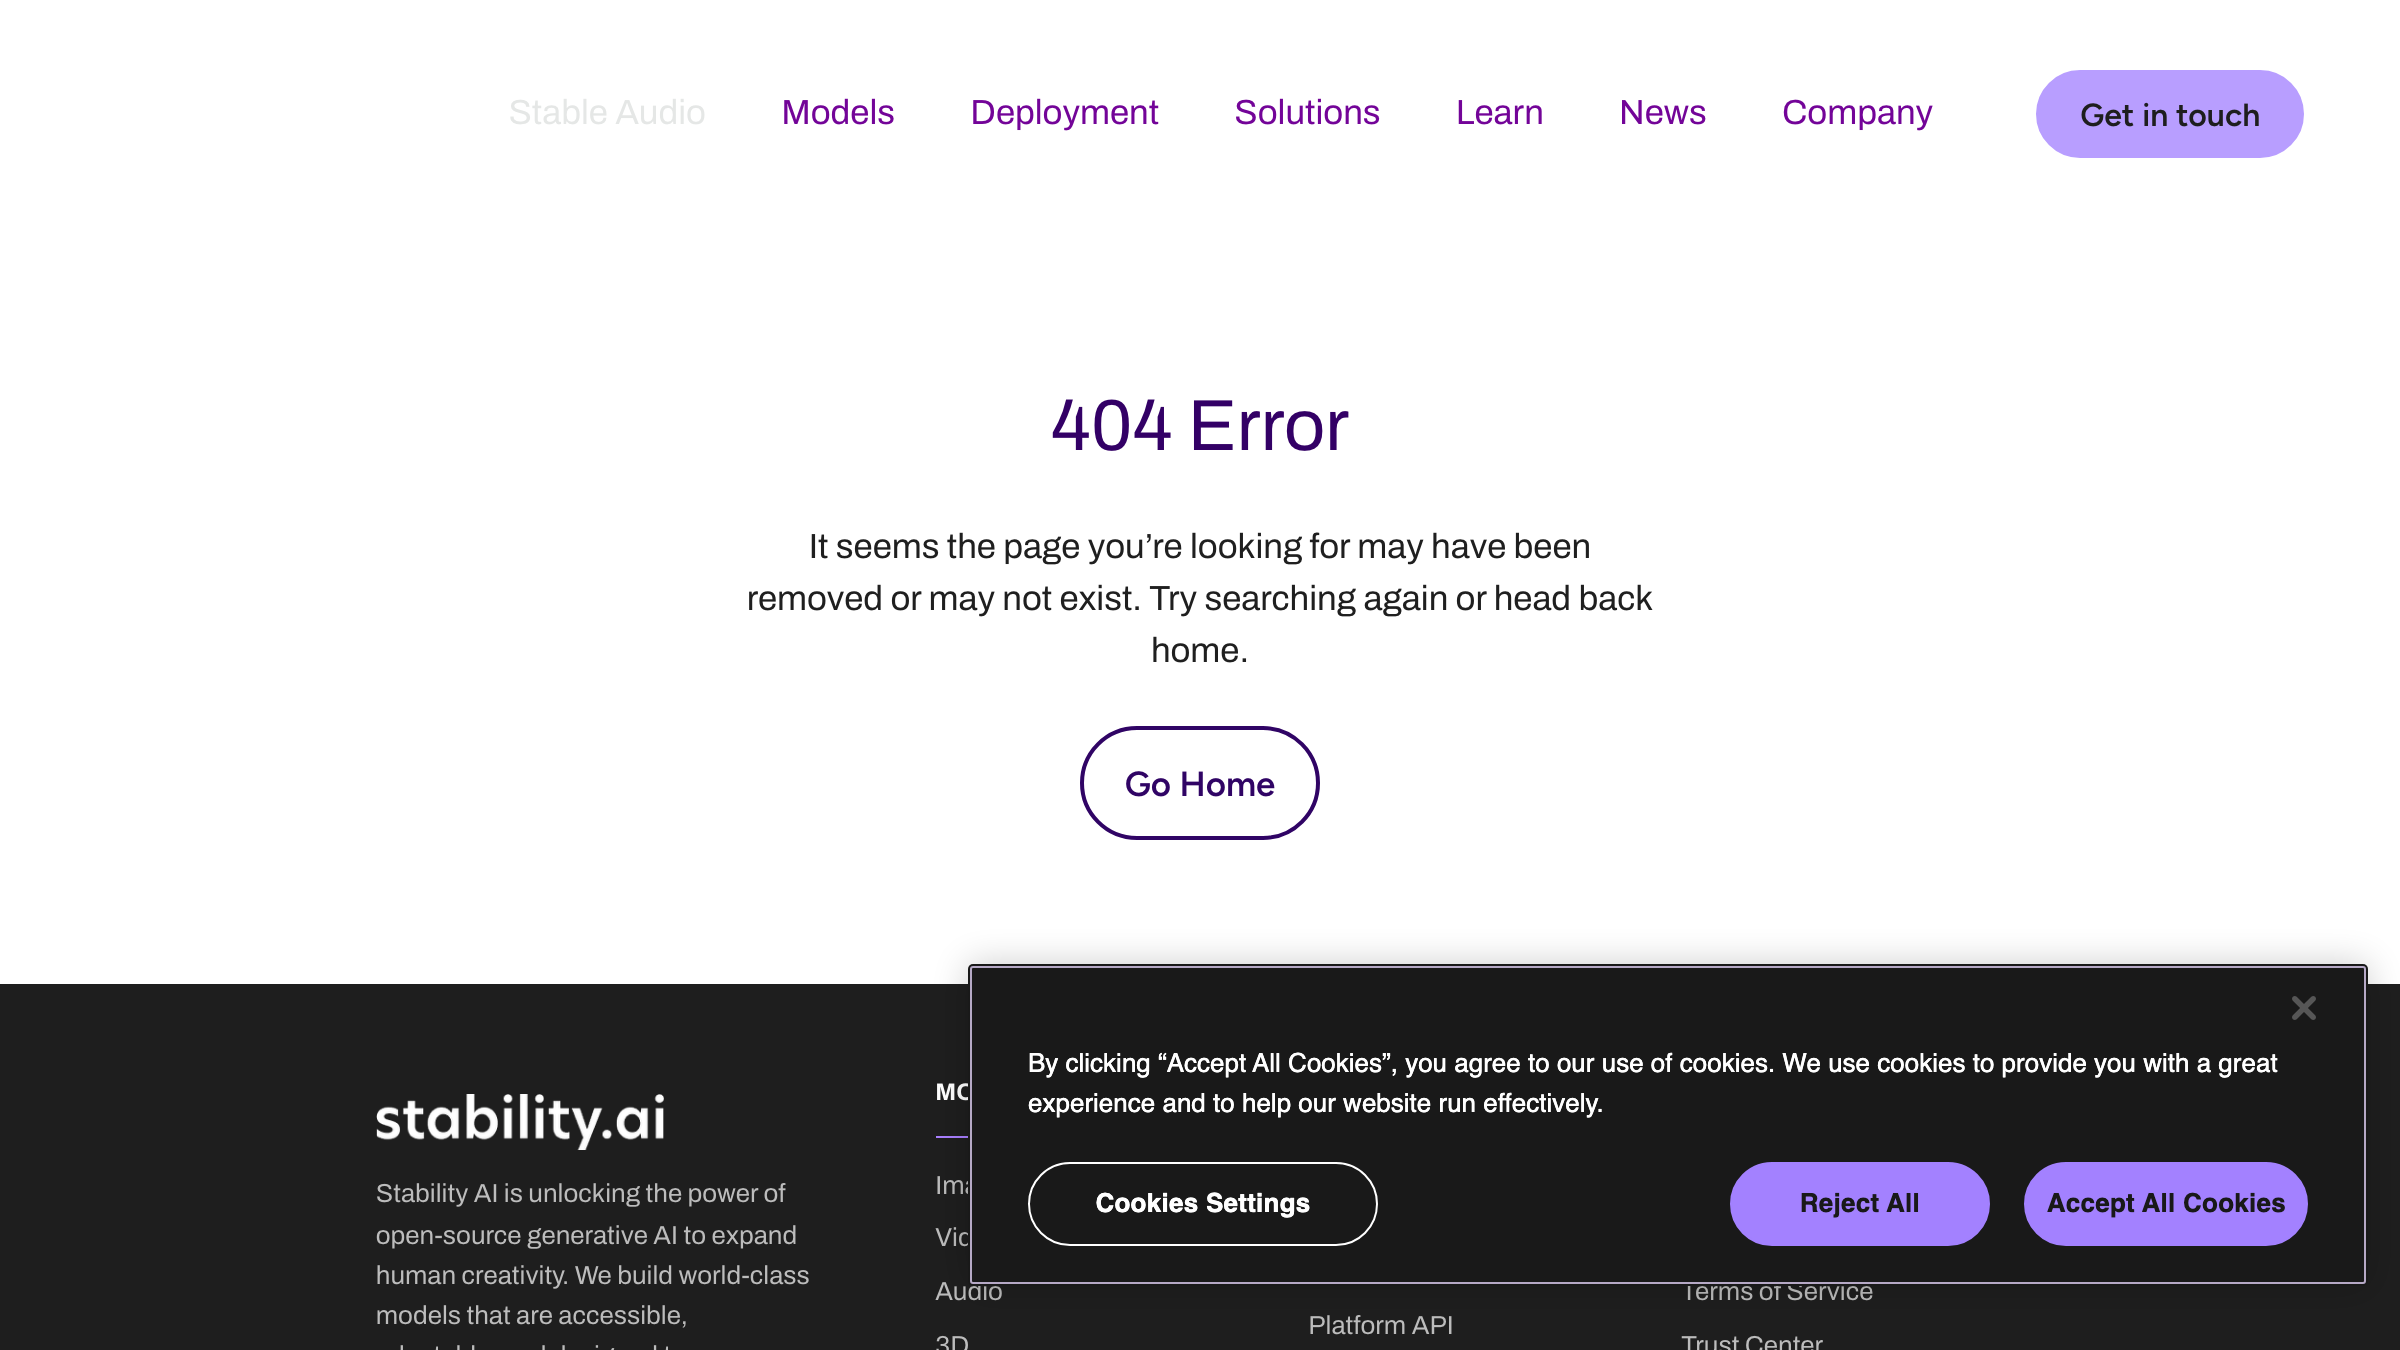 Stable Audio
Models
Deployment
Solutions
Learn
News
Company
Get in touch
404 Error
It seems the page you’re looking for may have been
removed or may not exist. Try searching again or head back
home.
Go Home
stability.ai
Stability AI is unlocking the power of
open-source generative AI to expand
human creativity. We build world-class
models that are accessible,
Audio
3D
Platform API
Terms of Service
Trust Center
By clicking “Accept All Cookies”, you agree to our use of cookies. We use cookies to provide you with a great
experience and to help our website run effectively.
Cookies Settings
Reject All
Accept All Cookies